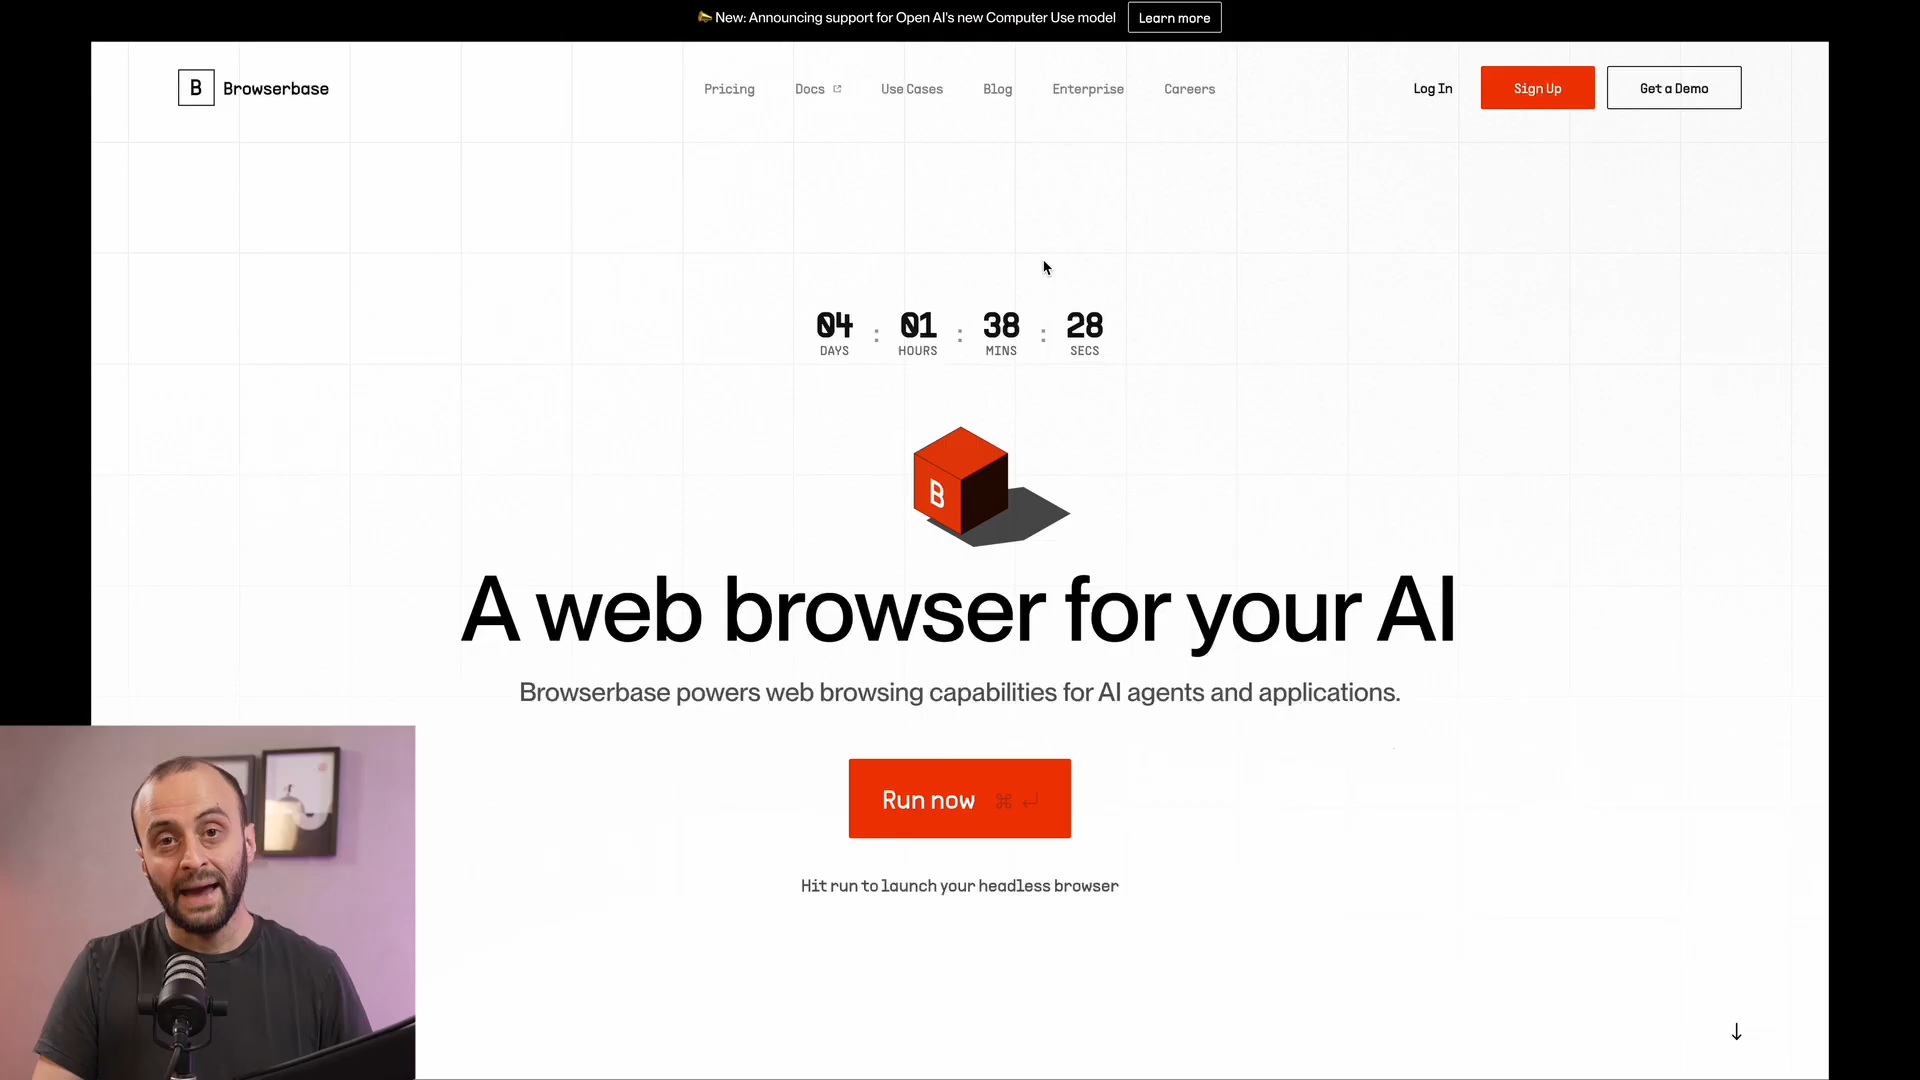 New: Announcing support for Open AI's new Computer Use model
Learn more
B Browserbase
Pricing
Docs
Use Cases
Blog
Enterprise
Careers
Log In
Sign Up
Get a Demo
04 : 01 : 38 : 28
DAYS HOURS MINS SECS
B
A web browser for your AI
Browserbase powers web browsing capabilities for AI agents and applications.
Run now ⌘ ↵
Hit run to launch your headless browser